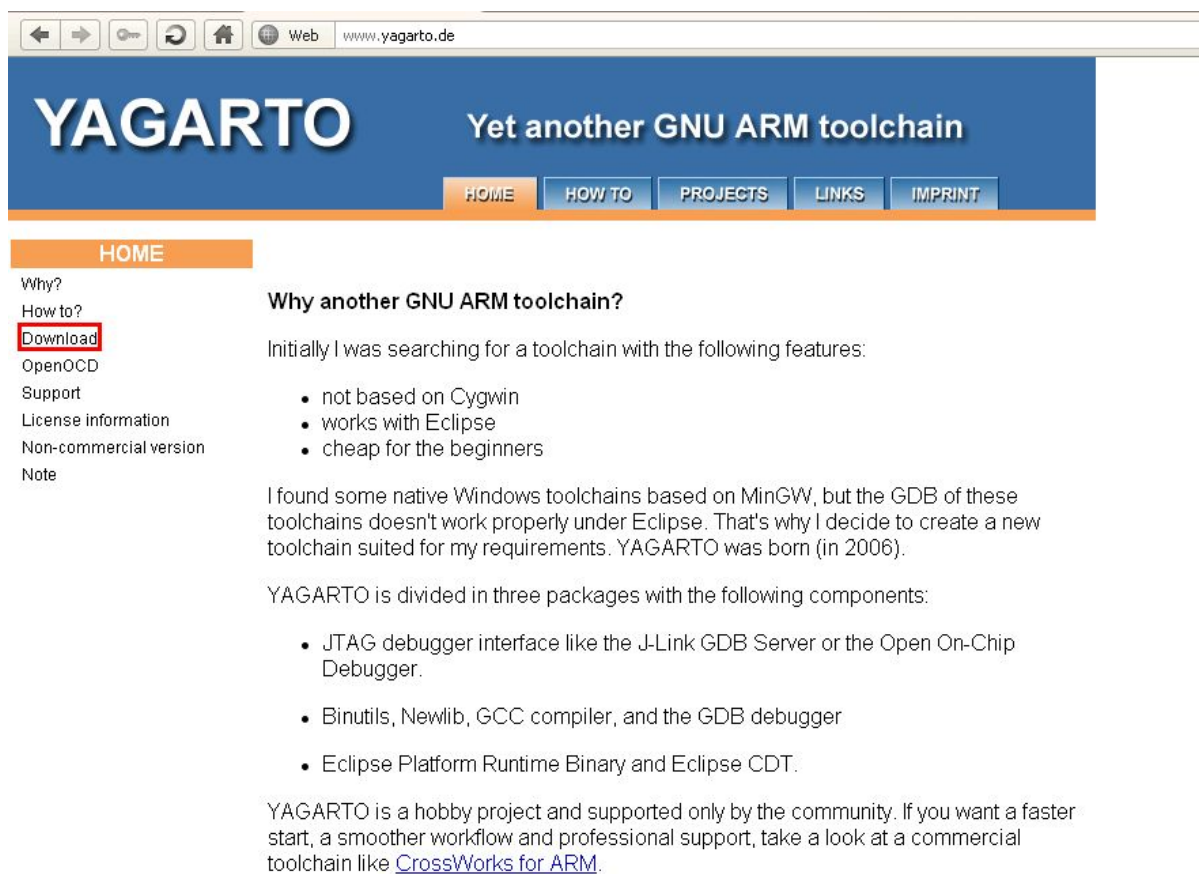 Web www.yagarto.de
YAGARTO
Yet another GNU ARM toolchain
HOME HOW TO PROJECTS LINKS IMPRINT
HOME
Why?
How to?
Download
OpenOCD
Support
License information
Non-commercial version
Note
Why another GNU ARM toolchain?
Initially I was searching for a toolchain with the following features:
• not based on Cygwin
• works with Eclipse
• cheap for the beginners
I found some native Windows toolchains based on MinGW, but the GDB of these
toolchains doesn't work properly under Eclipse. That's why I decide to create a new
toolchain suited for my requirements. YAGARTO was born (in 2006).
YAGARTO is divided in three packages with the following components:
• JTAG debugger interface like the J-Link GDB Server or the Open On-Chip
Debugger.
• Binutils, Newlib, GCC compiler, and the GDB debugger
• Eclipse Platform Runtime Binary and Eclipse CDT.
YAGARTO is a hobby project and supported only by the community. If you want a faster
start, a smoother workflow and professional support, take a look at a commercial
toolchain like CrossWorks for ARM.